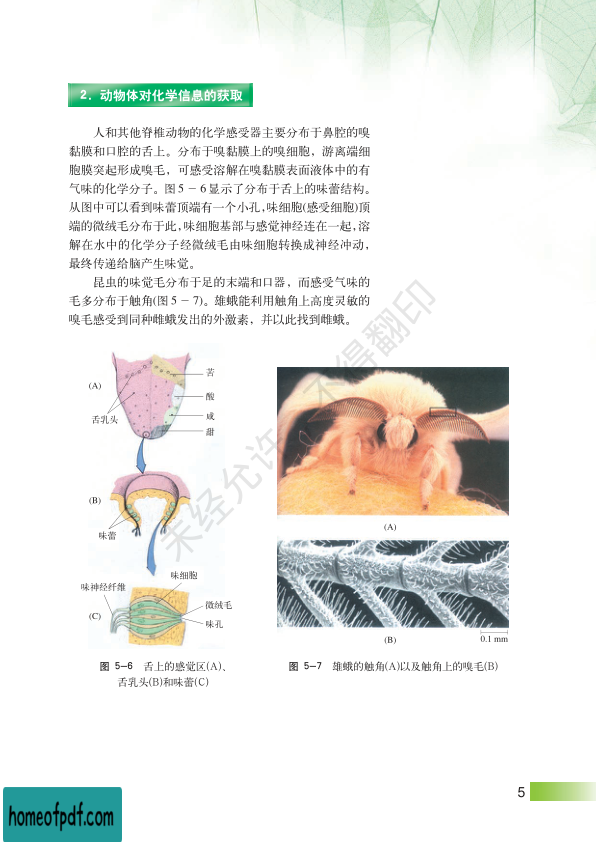 2．动物体对化学信息的获取
人和其他脊椎动物的化学感受器主要分布于鼻腔的嗅
黏膜和口腔的舌上。分布于嗅黏膜上的嗅细胞，游离端细
胞膜突起形成嗅毛，可感受溶解在嗅黏膜表面液体中的有
气味的化学分子。图 5 － 6 显示了分布于舌上的味蕾结构。
从图中可以看到味蕾顶端有一个小孔，味细胞(感受细胞)顶
端的微绒毛分布于此，味细胞基部与感觉神经连在一起，溶
解在水中的化学分子经微绒毛由味细胞转换成神经冲动，
最终传递给脑产生味觉。
昆虫的味觉毛分布于足的末端和口器，而感受气味的
毛多分布于触角(图 5 － 7)。雄蛾能利用触角上高度灵敏的
嗅毛感受到同种雌蛾发出的外激素，并以此找到雌蛾。
(A)
舌乳头
苦
酸
咸
甜
(B)
味蕾
味细胞
味神经纤维
微绒毛
味孔
(C)
图 5—6 舌上的感觉区(A)、
舌乳头(B)和味蕾(C)
(A)
(B)
0.1 mm
图 5—7 雄蛾的触角(A)以及触角上的嗅毛(B)
未经允许 不得翻印
5
homeofpdf.com